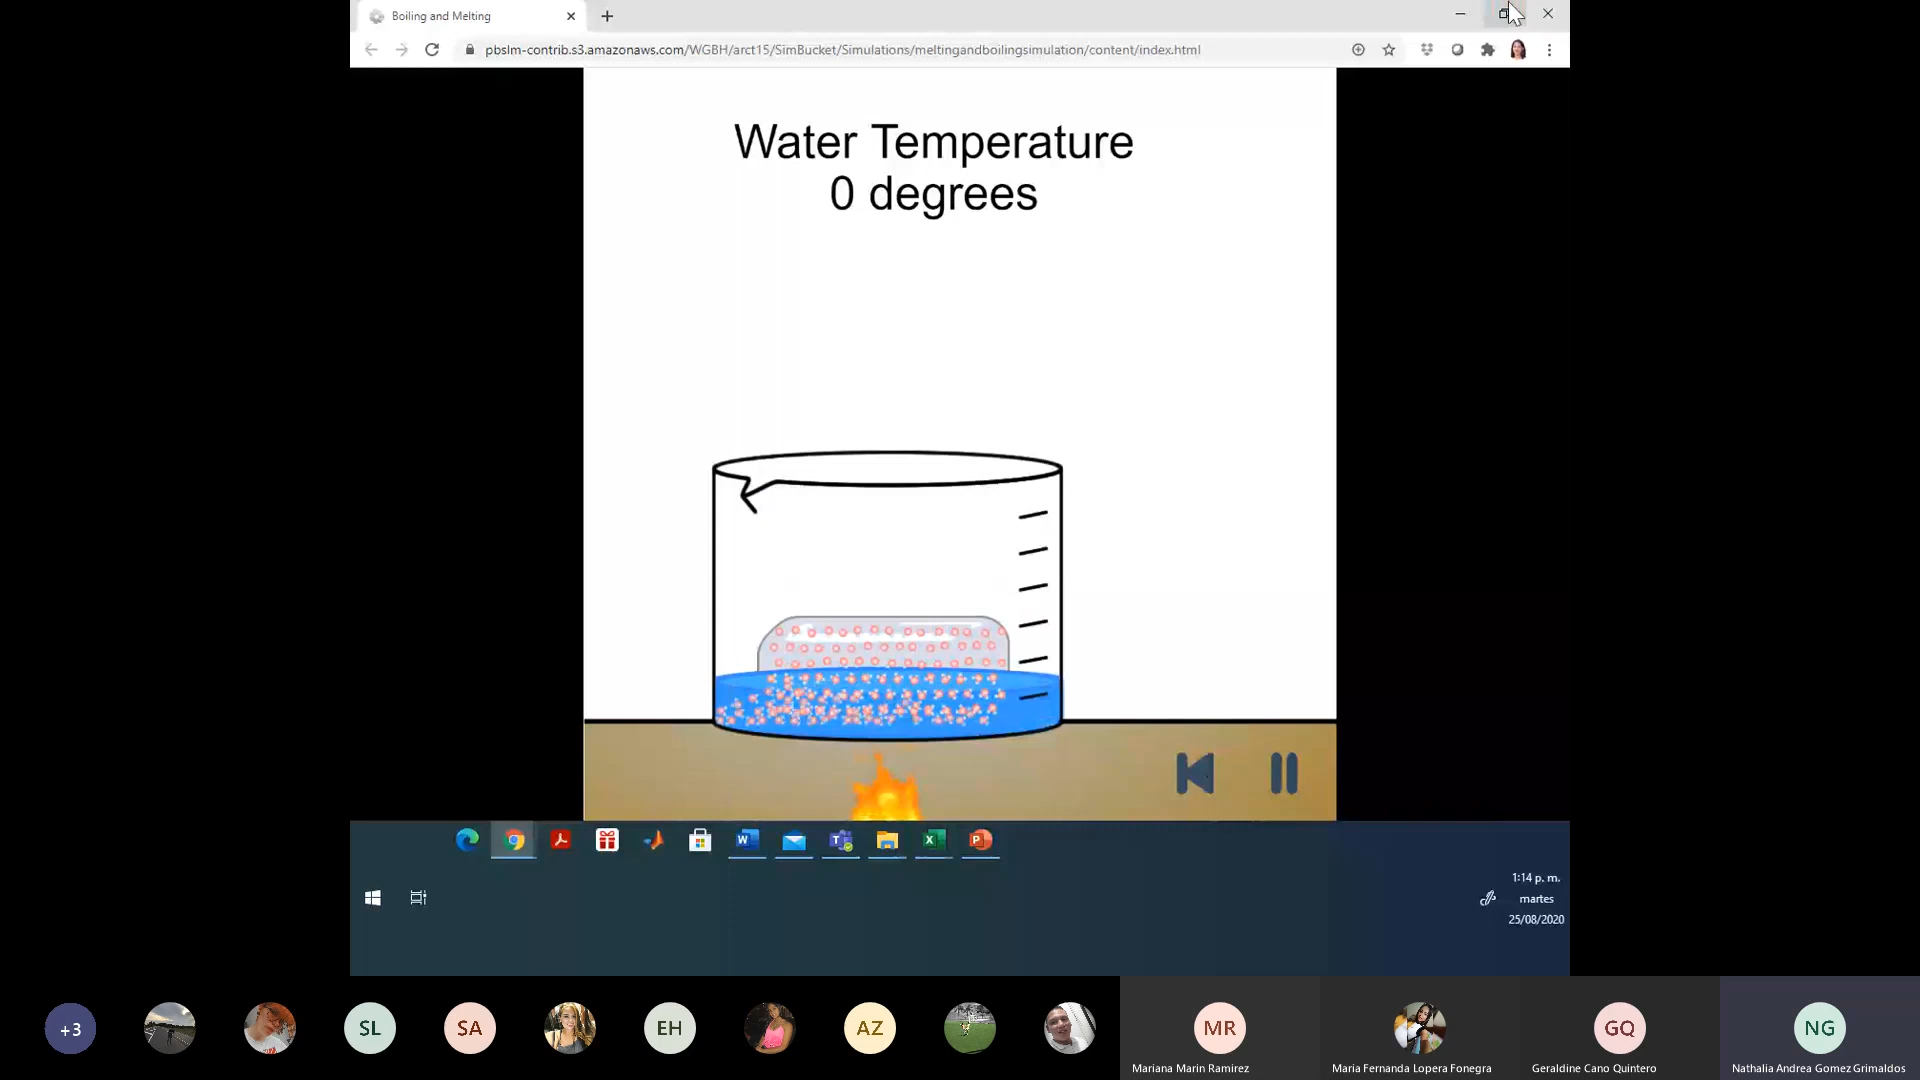 Boiling and Melting
pbslm-contrib.s3.amazonaws.com/WGBH/arct15/SimBucket/Simulations/meltingandboilingsimulation/content/index.html
Water Temperature
0 degrees
1:14 p. m.
martes
25/08/2020
+3
SL
SA
EH
AZ
MR
GQ
NG
Mariana Marin Ramirez
Maria Fernanda Lopera Fonegra
Geraldine Cano Quintero
Nathalia Andrea Gomez Grimaldos